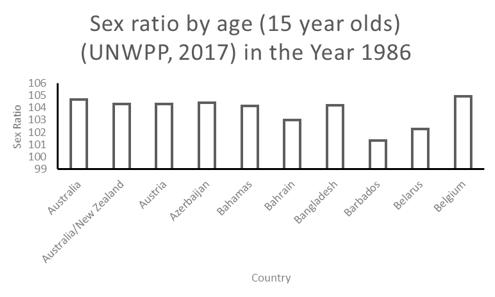 Sex ratio by age (15 year olds)
(UNWPP, 2017) in the Year 1986
106
105
104
103
102
101
100
99
Sex Ratio
Australia
Australia/New Zealand
Austria
Azerbaijan
Bahamas
Bahrain
Bangladesh
Barbados
Belarus
Belgium
Country